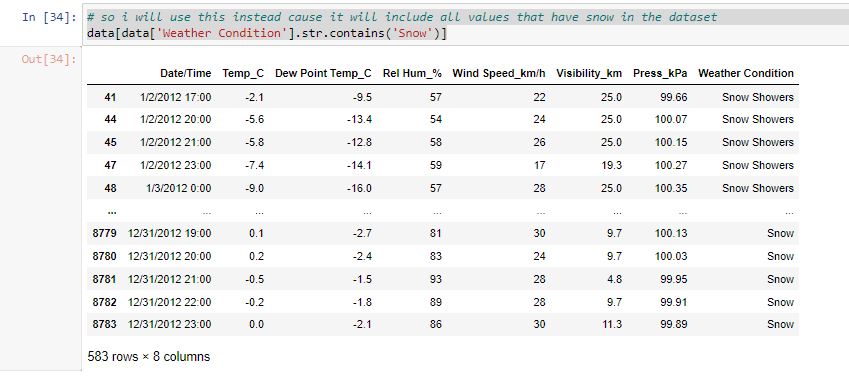 In [34]: # so i will use this instead cause it will include all values that have snow in the dataset
data[data['Weather Condition'].str.contains('Snow')]
Out[34]:
Date/Time Temp_C Dew Point Temp_C Rel Hum_% Wind Speed_km/h Visibility_km Press_kPa Weather Condition
41 1/2/2012 17:00 -2.1 -9.5 57 22 25.0 99.66 Snow Showers
44 1/2/2012 20:00 -5.6 -13.4 54 24 25.0 100.07 Snow Showers
45 1/2/2012 21:00 -5.8 -12.8 58 26 25.0 100.15 Snow Showers
47 1/2/2012 23:00 -7.4 -14.1 59 17 19.3 100.27 Snow Showers
48 1/3/2012 0:00 -9.0 -16.0 57 28 25.0 100.35 Snow Showers
... ... ... ... ... ... ... ... ...
8779 12/31/2012 19:00 0.1 -2.7 81 30 9.7 100.13 Snow
8780 12/31/2012 20:00 0.2 -2.4 83 24 9.7 100.03 Snow
8781 12/31/2012 21:00 -0.5 -1.5 93 28 4.8 99.95 Snow
8782 12/31/2012 22:00 -0.2 -1.8 89 28 9.7 99.91 Snow
8783 12/31/2012 23:00 0.0 -2.1 86 30 11.3 99.89 Snow
583 rows × 8 columns